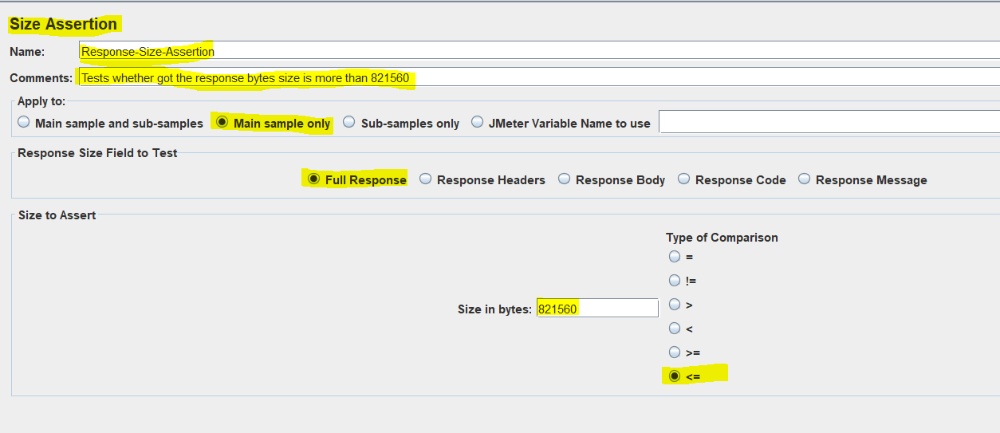 Size Assertion
Name: Response-Size-Assertion
Comments: Tests whether got the response bytes size is more than 821560
Apply to:
Main sample and sub-samples Main sample only Sub-samples only JMeter Variable Name to use
Response Size Field to Test
Full Response Response Headers Response Body Response Code Response Message
Size to Assert
Type of Comparison
=
!=
Size in bytes: 821560 >
<
>=
<=